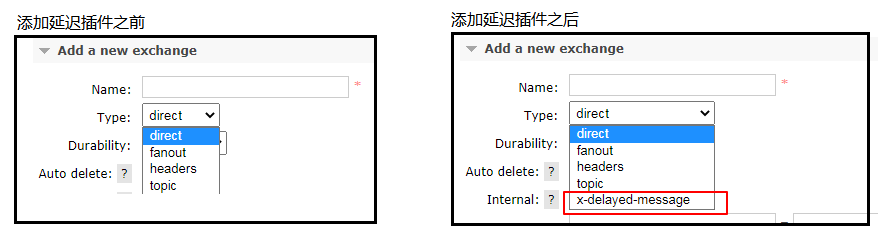 添加延迟插件之前
Add a new exchange
Name:
*
Type:
direct
direct
Durability:
fanout
headers
Auto delete: ?
topic
添加延迟插件之后
Add a new exchange
Name:
*
Type:
direct
direct
Durability:
fanout
headers
Auto delete: ?
topic
Internal: ?
x-delayed-message
=